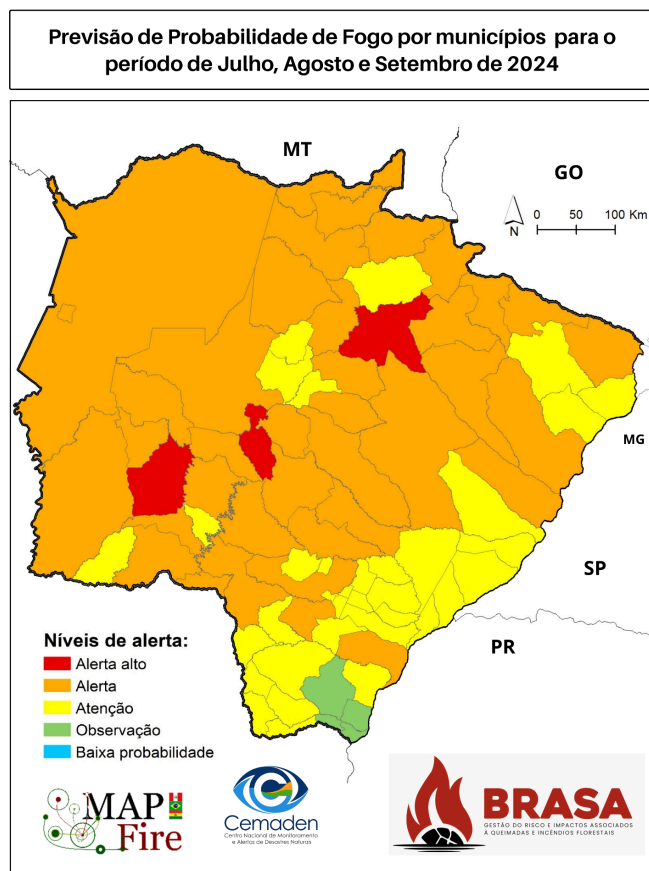 Previsão de Probabilidade de Fogo por municípios para o
período de Julho, Agosto e Setembro de 2024
MT
GO
N
0 50 100 Km
MG
SP
PR
Níveis de alerta:
Alerta alto
Alerta
Atenção
Observação
Baixa probabilidade
MAP
Fire
Cemaden
Centro Nacional de Monitoramento
e Alertas de Desastres Naturais
BRASA
GESTÃO DO RISCO E IMPACTOS ASSOCIADOS
À QUEIMADAS E INCÊNDIOS FLORESTAIS